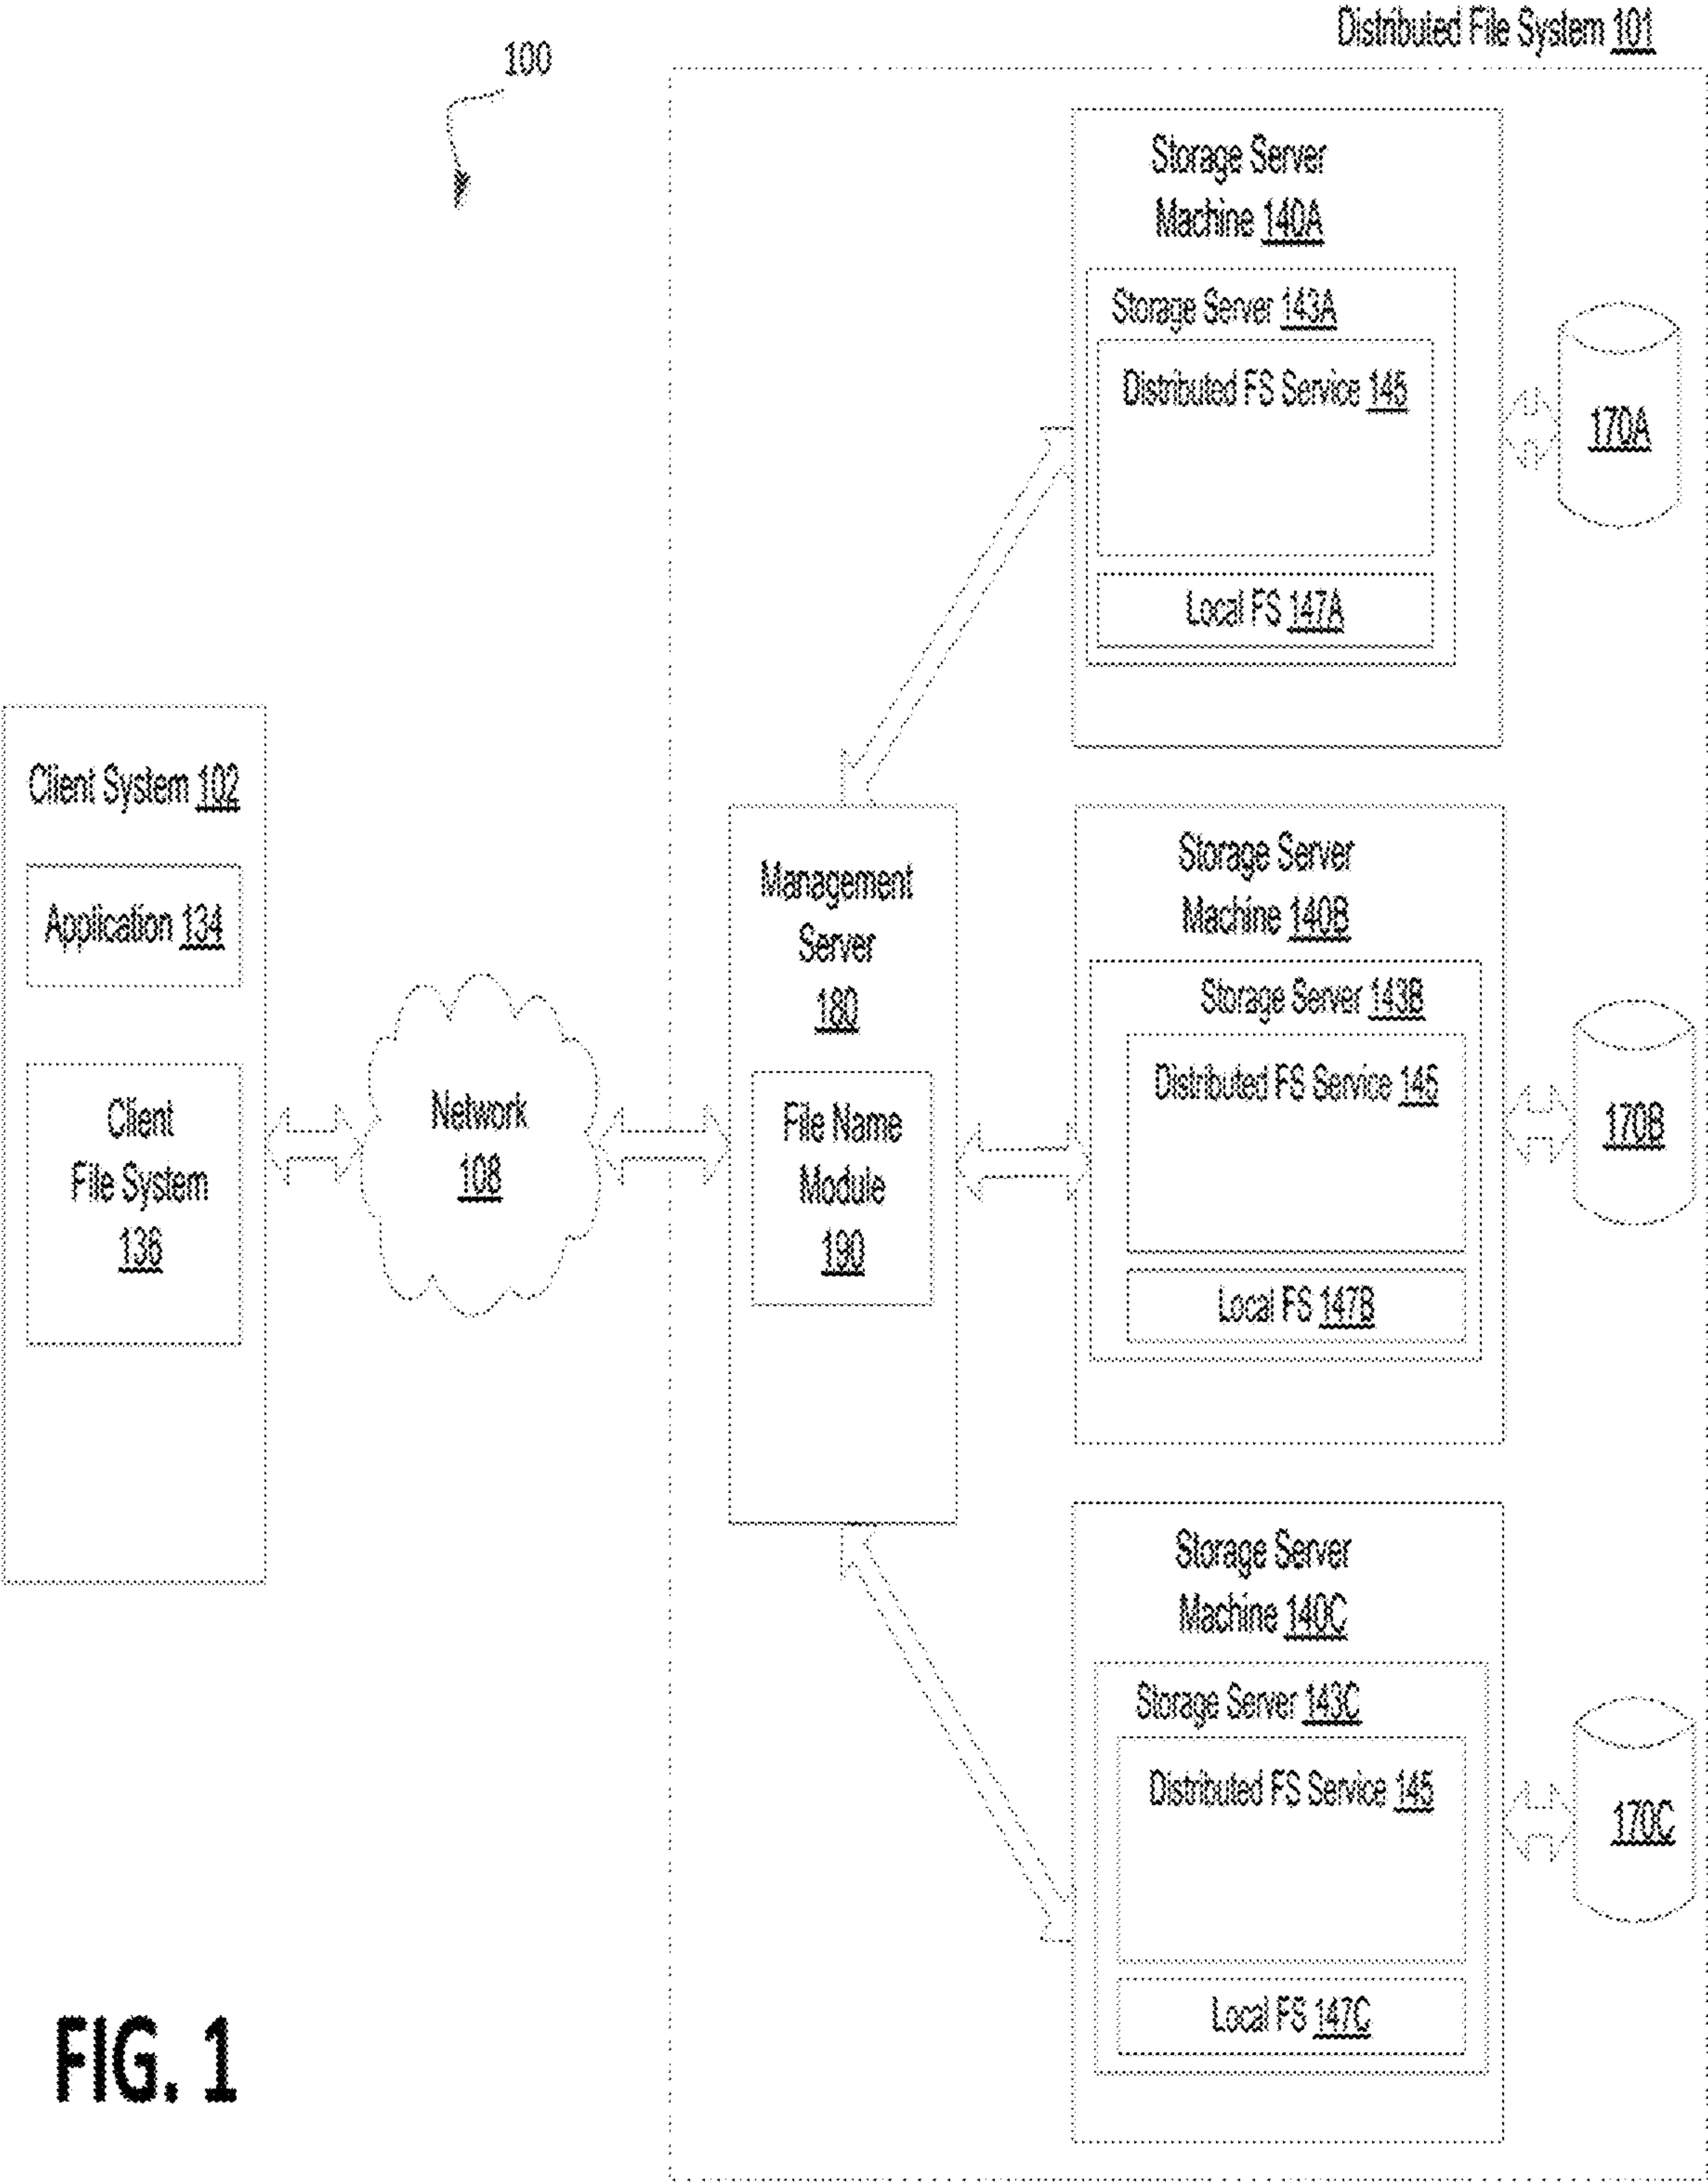 Distributed File System 101
100
Storage Server
Machine 140A
Storage Server 143A
Distributed FS Service 145
Local FS 147A
170A
Client System 102
Application 134
Client
File System
136
Network
108
Management
Server
180
File Name
Module
190
Storage Server
Machine 140B
Storage Server 143B
Distributed FS Service 145
Local FS 147B
170B
Storage Server
Machine 140C
Storage Server 143C
Distributed FS Service 145
Local FS 147C
170C
FIG. 1